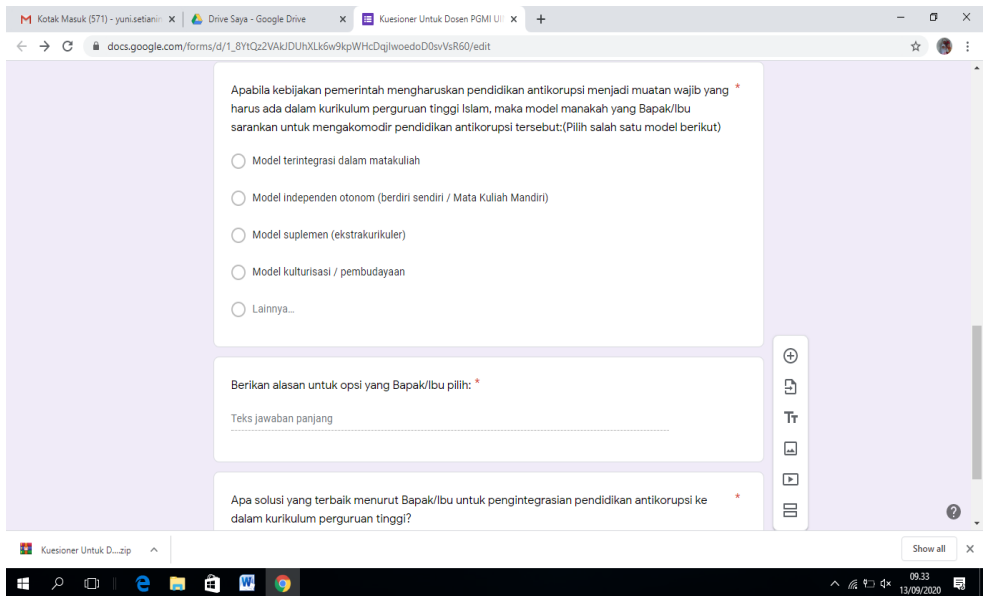 Kotak Masuk (571) - yuni.setianin
Drive Saya - Google Drive
Kuesioner Untuk Dosen PGMI UI
docs.google.com/forms/d/1_8YtQz2VAkJDUhXLk6w9kpWHcDqjlwoedoD0svVsR60/edit
Apabila kebijakan pemerintah mengharuskan pendidikan antikorupsi menjadi muatan wajib yang *
harus ada dalam kurikulum perguruan tinggi Islam, maka model manakah yang Bapak/Ibu
sarankan untuk mengakomodir pendidikan antikorupsi tersebut:(Pilih salah satu model berikut)
Model terintegrasi dalam matakuliah
Model independen otonom (berdiri sendiri / Mata Kuliah Mandiri)
Model suplemen (ekstrakurikuler)
Model kulturisasi / pembudayaan
Lainnya...
Berikan alasan untuk opsi yang Bapak/Ibu pilih: *
Teks jawaban panjang
Tт
Apa solusi yang terbaik menurut Bapak/Ibu untuk pengintegrasian pendidikan antikorupsi ke *
dalam kurikulum perguruan tinggi?
Kuesioner Untuk D....zip
Show all
09.33
13/09/2020